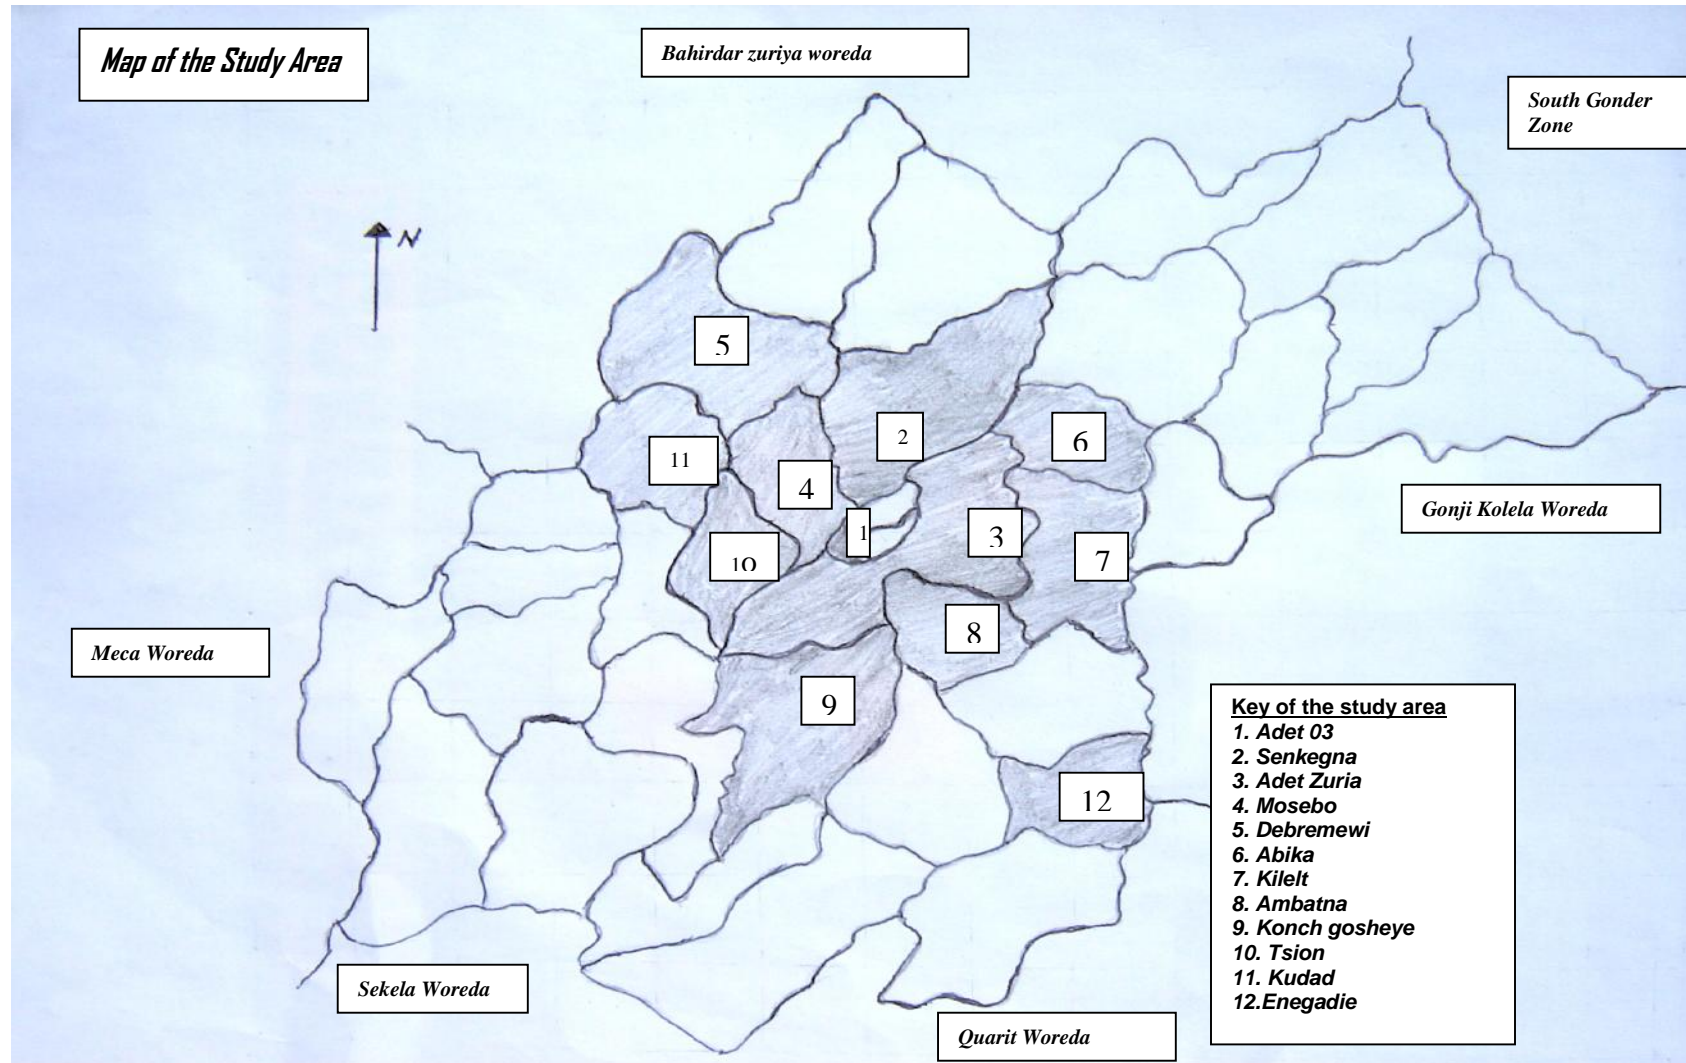 Map of the Study Area
Bahirdar zuriya woreda
South Gonder
Zone
N
5
2
6
11
4
1
3
10
7
Gonji Kolela Woreda
8
Meca Woreda
9
12
Key of the study area
1. Adet 03
2. Senkegna
3. Adet Zuria
4. Mosebo
5. Debremewi
6. Abika
7. Kilelt
8. Ambatna
9. Konch gosheye
10. Tsion
11. Kudad
12.Enegadie
Sekela Woreda
Quarit Woreda